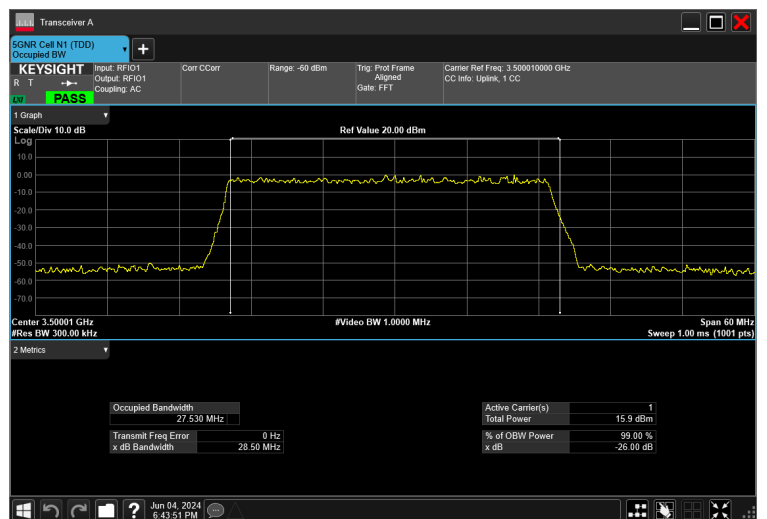 Transceiver A
5GNR Cell N1 (TDD)
Occupied BW
KEYSIGHT
R T
LNI
PASS
Input: RFIO1
Output: RFIO1
Coupling: AC
Corr CCorr
Range: -60 dBm
Trig: Prot Frame
Aligned
Gate: FFT
Carrier Ref Freq: 3.500010000 GHz
CC Info: Uplink, 1 CC
1 Graph
Scale/Div 10.0 dB
Ref Value 20.00 dBm
Log
10.0
0.00
-10.0
-20.0
-30.0
-40.0
-50.0
-60.0
-70.0
Center 3.50001 GHz
#Video BW 1.0000 MHz
Span 60 MHz
#Res BW 300.00 kHz
Sweep 1.00 ms (1001 pts)
2 Metrics
Occupied Bandwidth
27.530 MHz
Transmit Freq Error 0 Hz
x dB Bandwidth 28.50 MHz
Active Carrier(s) 1
Total Power 15.9 dBm
% of OBW Power 99.00 %
x dB -26.00 dB
Jun 04, 2024
6:43:51 PM